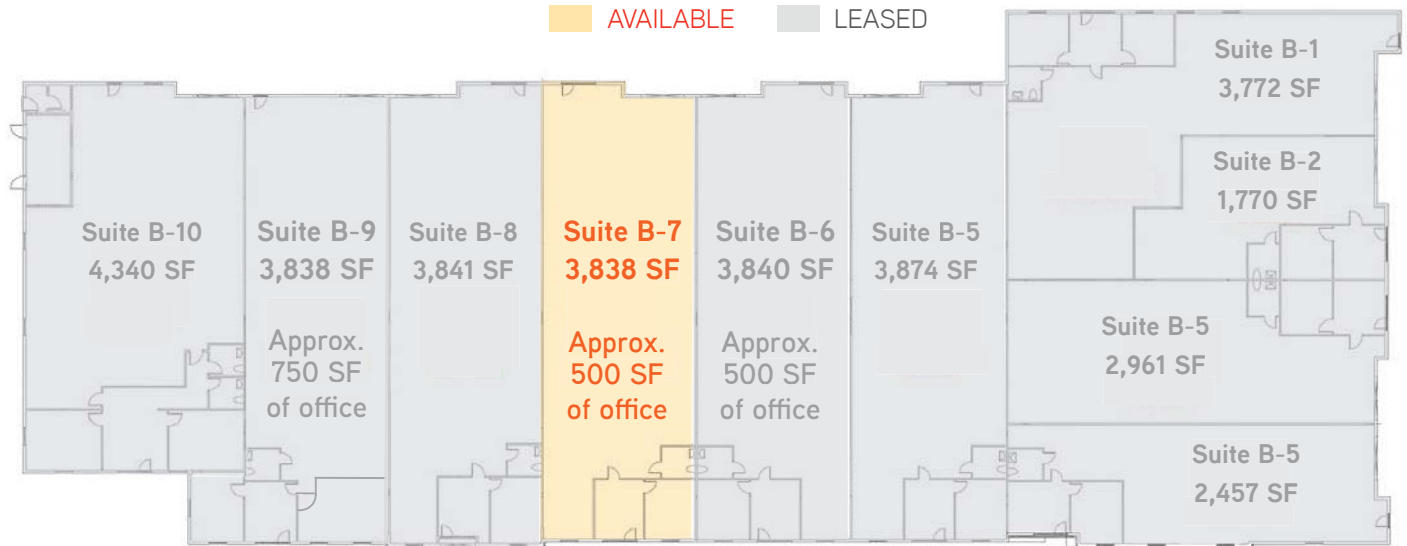 AVAILABLE
LEASED
Suite B-1
3,772 SF
Suite B-2
1,770 SF
Suite B-10
4,340 SF
Suite B-9
3,838 SF
Approx.
750 SF
of office
Suite B-8
3,841 SF
Suite B-7
3,838 SF
Approx.
500 SF
of office
Suite B-6
3,840 SF
Approx.
500 SF
of office
Suite B-5
3,874 SF
Suite B-5
2,961 SF
Suite B-5
2,457 SF